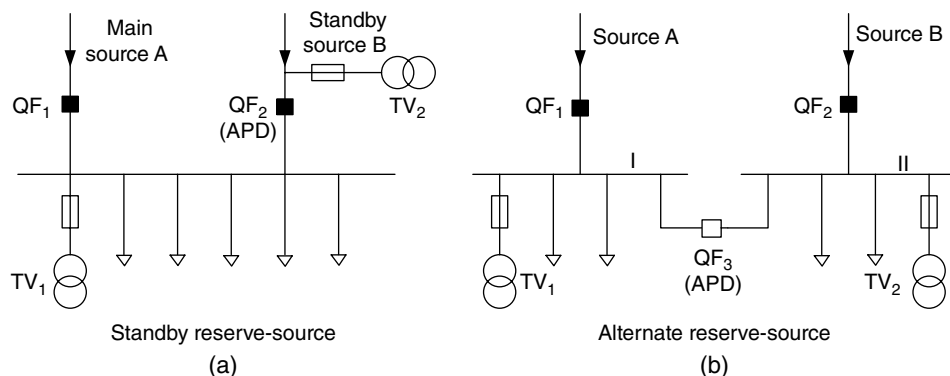 Main
source A
Standby
source B
QF₁
QF₂
(APD)
TV₂
TV₁
Standby reserve-source
(a)
Source A
Source B
QF₁
QF₂
I
II
QF₃
(APD)
TV₁
TV₂
Alternate reserve-source
(b)